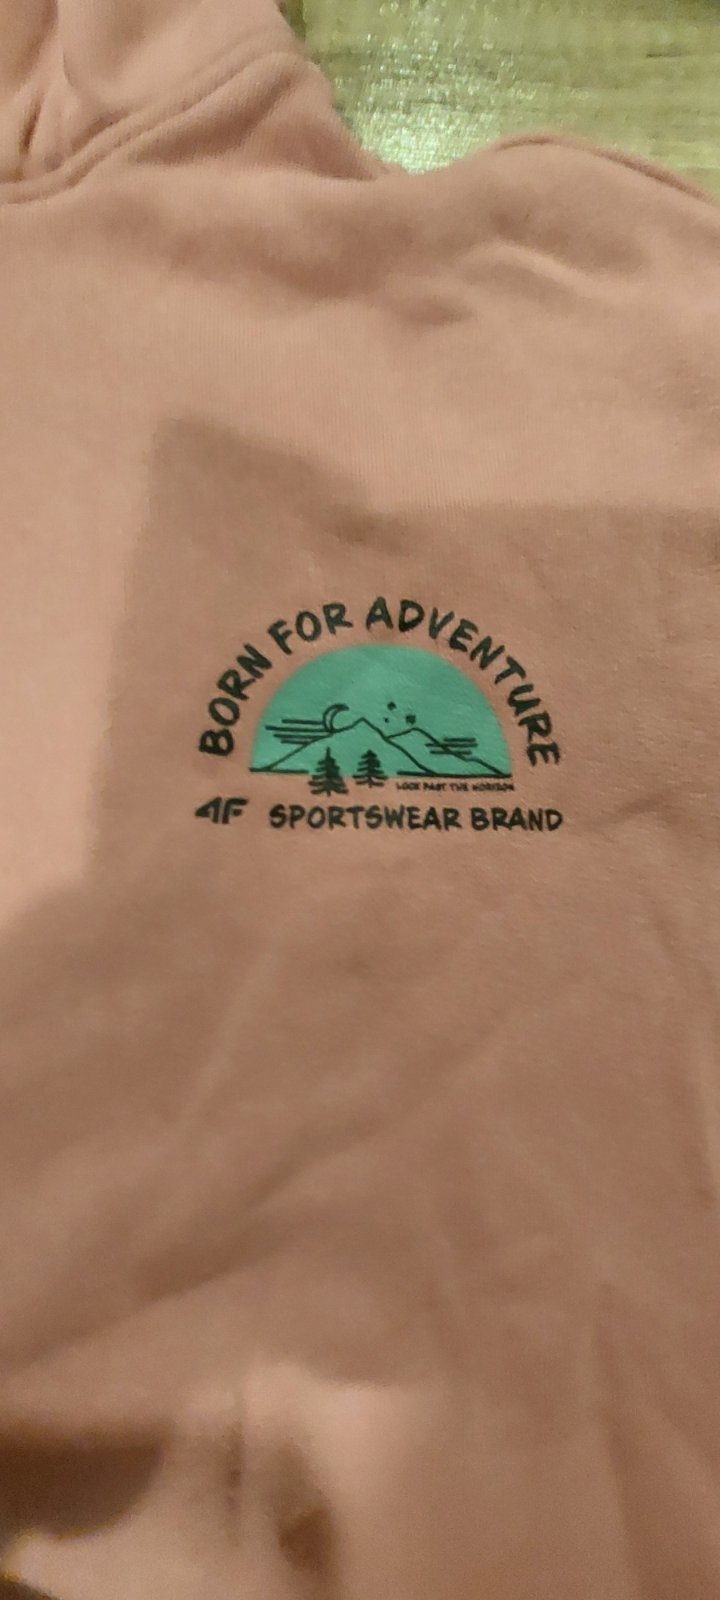 BORN FOR ADVENTURE
LOOK PAST THE HORIZON
4F SPORTSWEAR BRAND